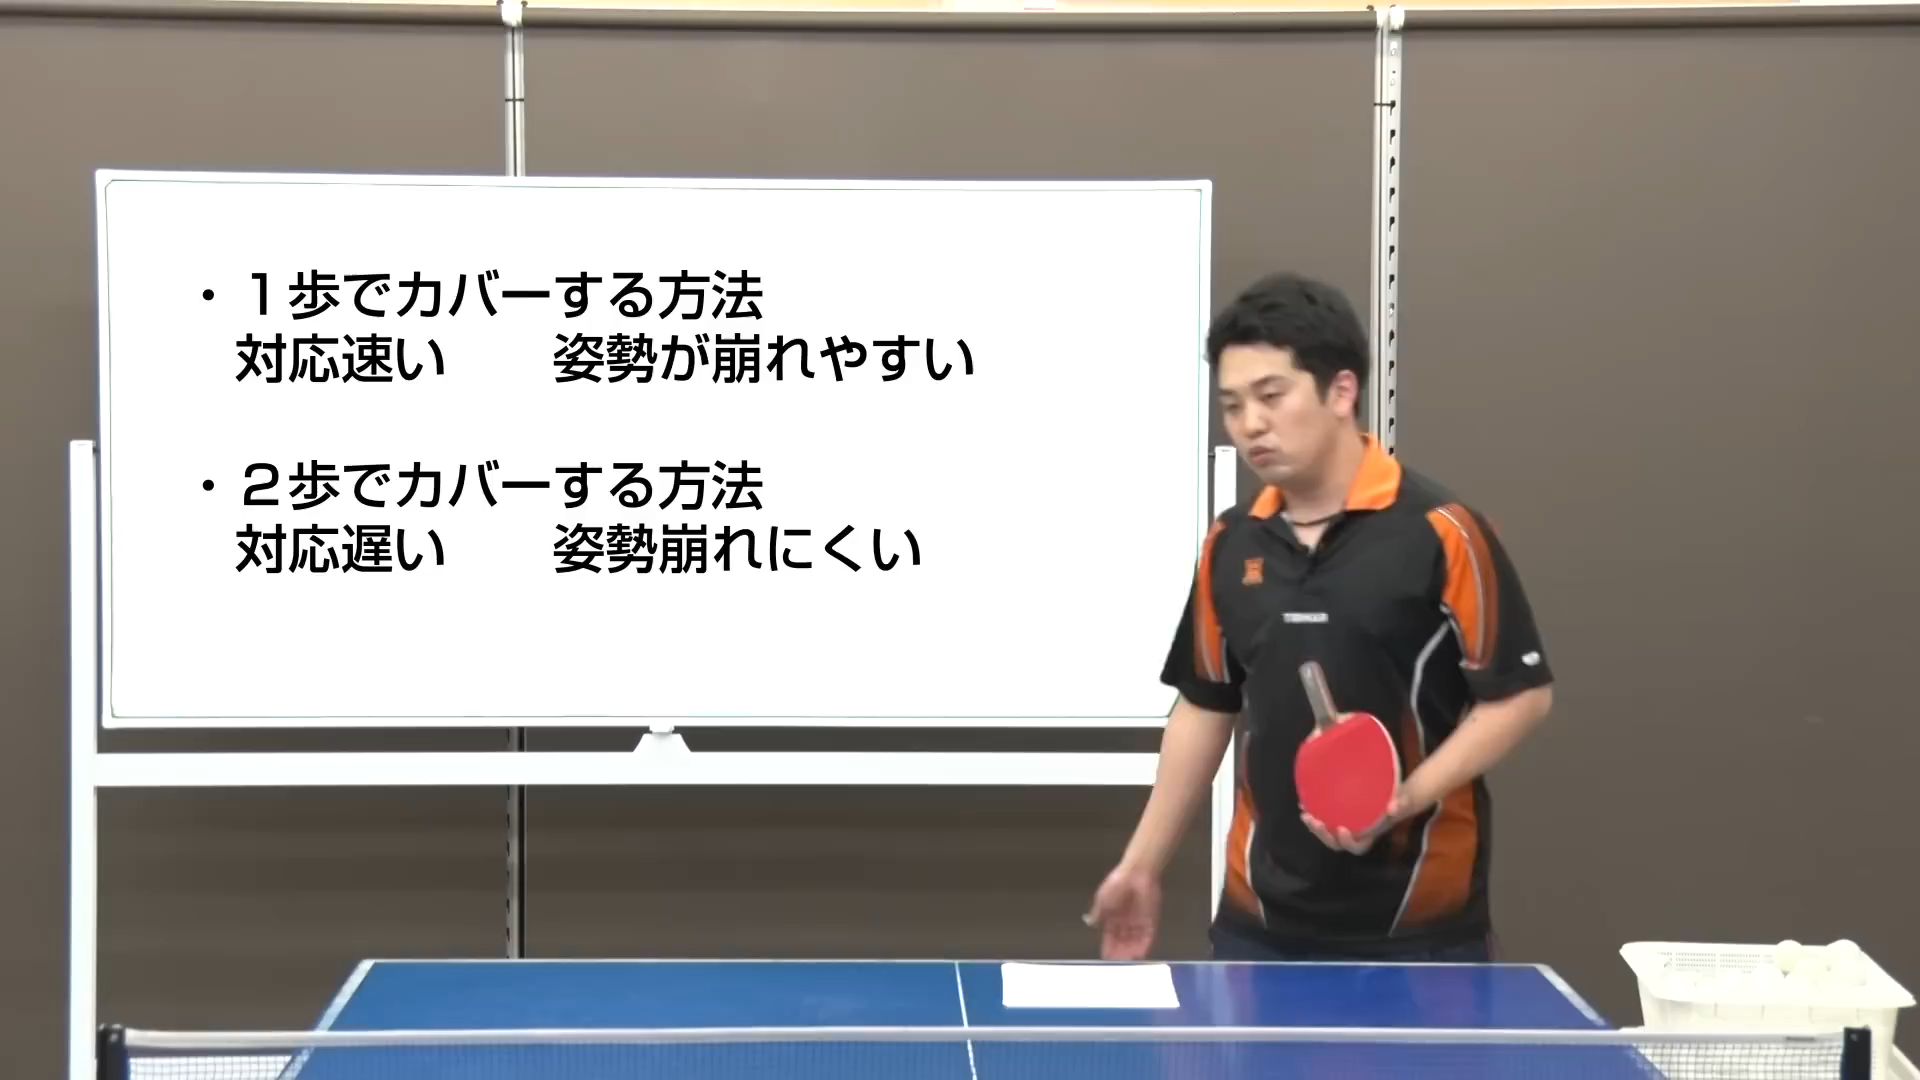 ・１歩でカバーする方法
対応速い　　姿勢が崩れやすい
・２歩でカバーする方法
対応遅い　　姿勢崩れにくい